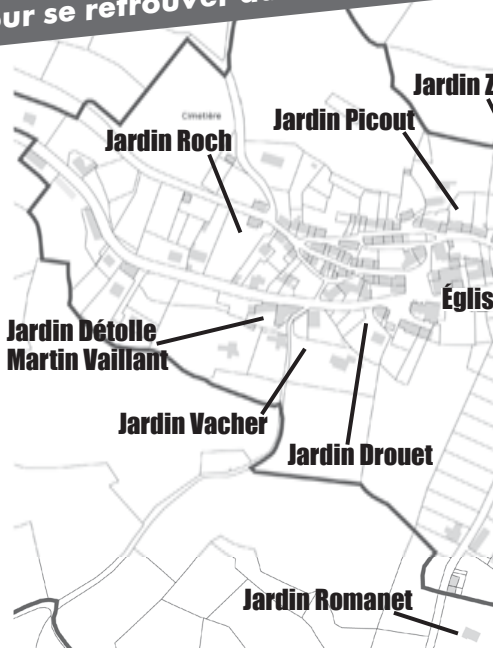 our se retrouver
Jardin Z
Cimetière
Jardin Picout
Jardin Roch
Églis
Jardin Détolle
Martin Vaillant
Jardin Vacher
Jardin Drouet
Jardin Romanet